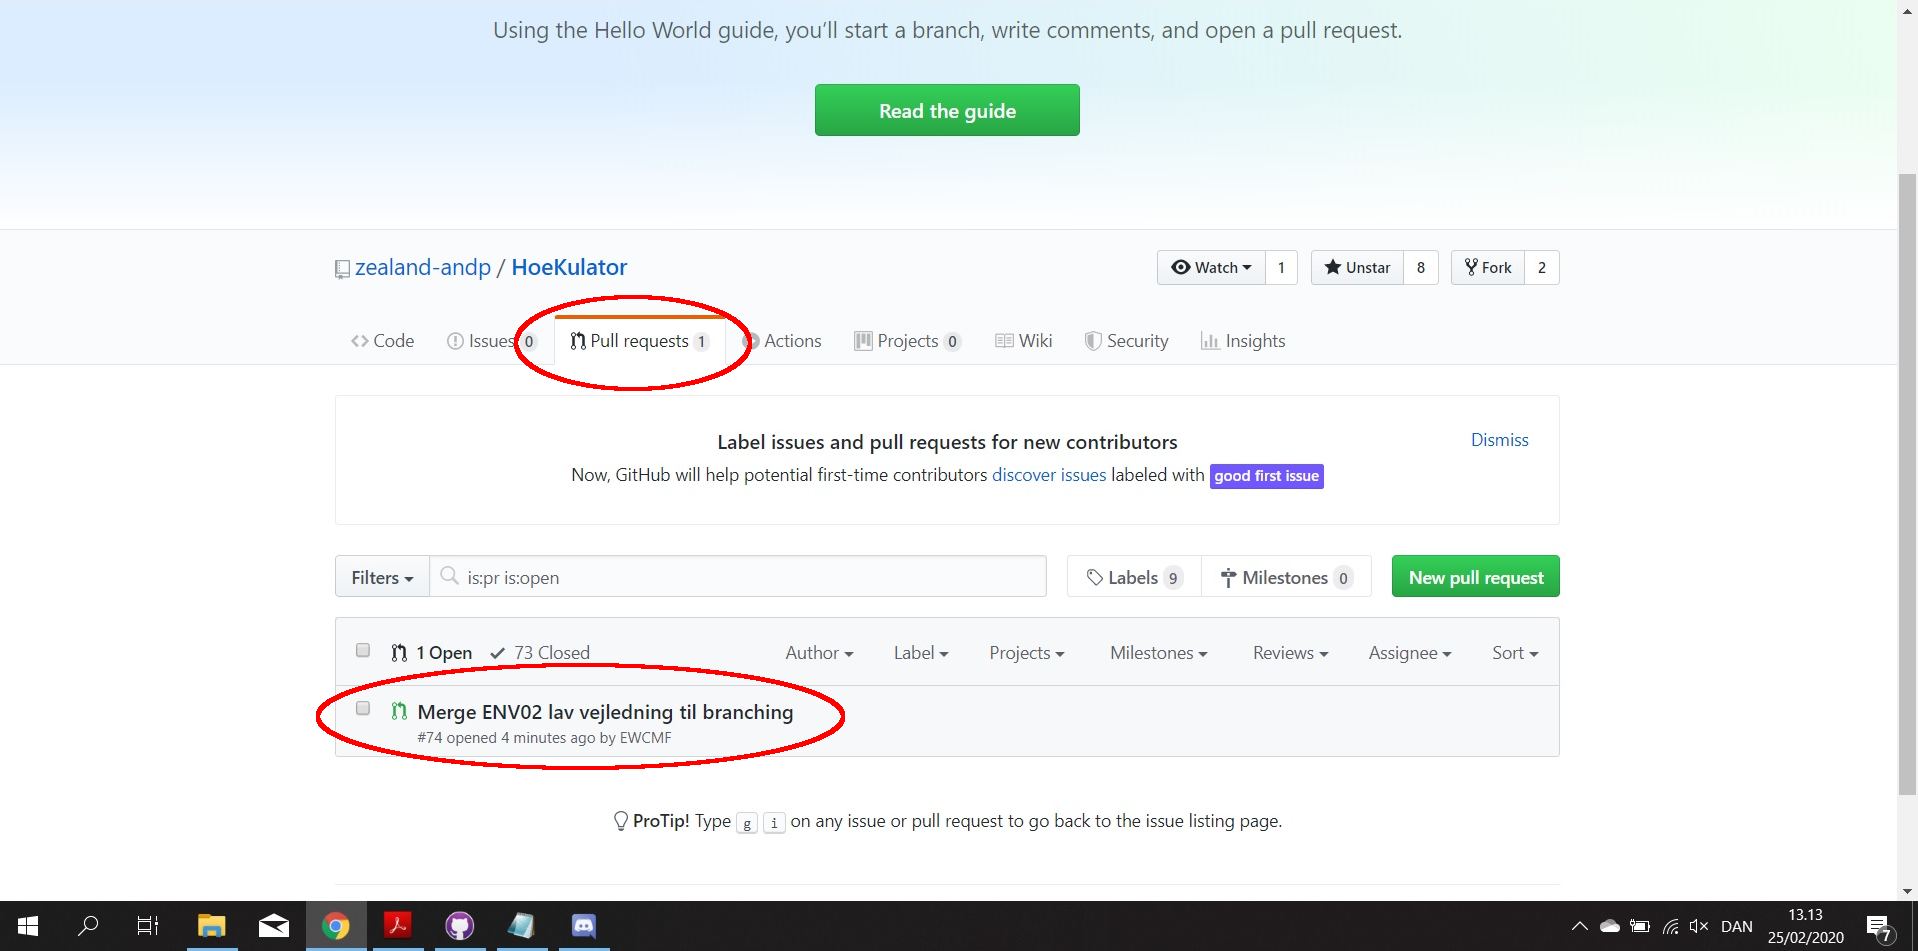 Using the Hello World guide, you’ll start a branch, write comments, and open a pull request.
Read the guide
zealand-andp / HoeKulator
Watch 1 Unstar 8 Fork 2
Code Issues 0 Pull requests 1 Actions Projects 0 Wiki Security Insights
Label issues and pull requests for new contributors
Dismiss
Now, GitHub will help potential first-time contributors discover issues labeled with good first issue
Filters is:pr is:open Labels 9 Milestones 0 New pull request
1 Open 73 Closed Author Label Projects Milestones Reviews Assignee Sort
Merge ENV02 lav vejledning til branching
#74 opened 4 minutes ago by EWCMF
ProTip! Type g i on any issue or pull request to go back to the issue listing page.
DAN
13.13
25/02/2020
7